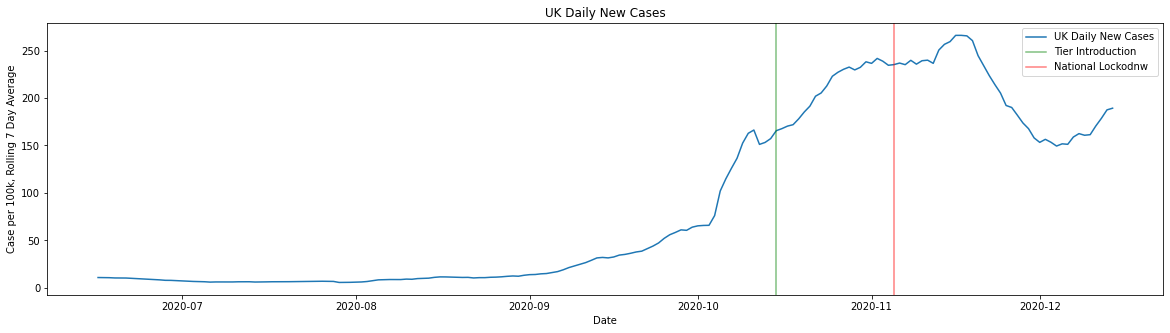 UK Daily New Cases
UK Daily New Cases
Tier Introduction
National Lockodnw
Case per 100k, Rolling 7 Day Average
250
200
150
100
50
0
2020-07
2020-08
2020-09
2020-10
2020-11
2020-12
Date